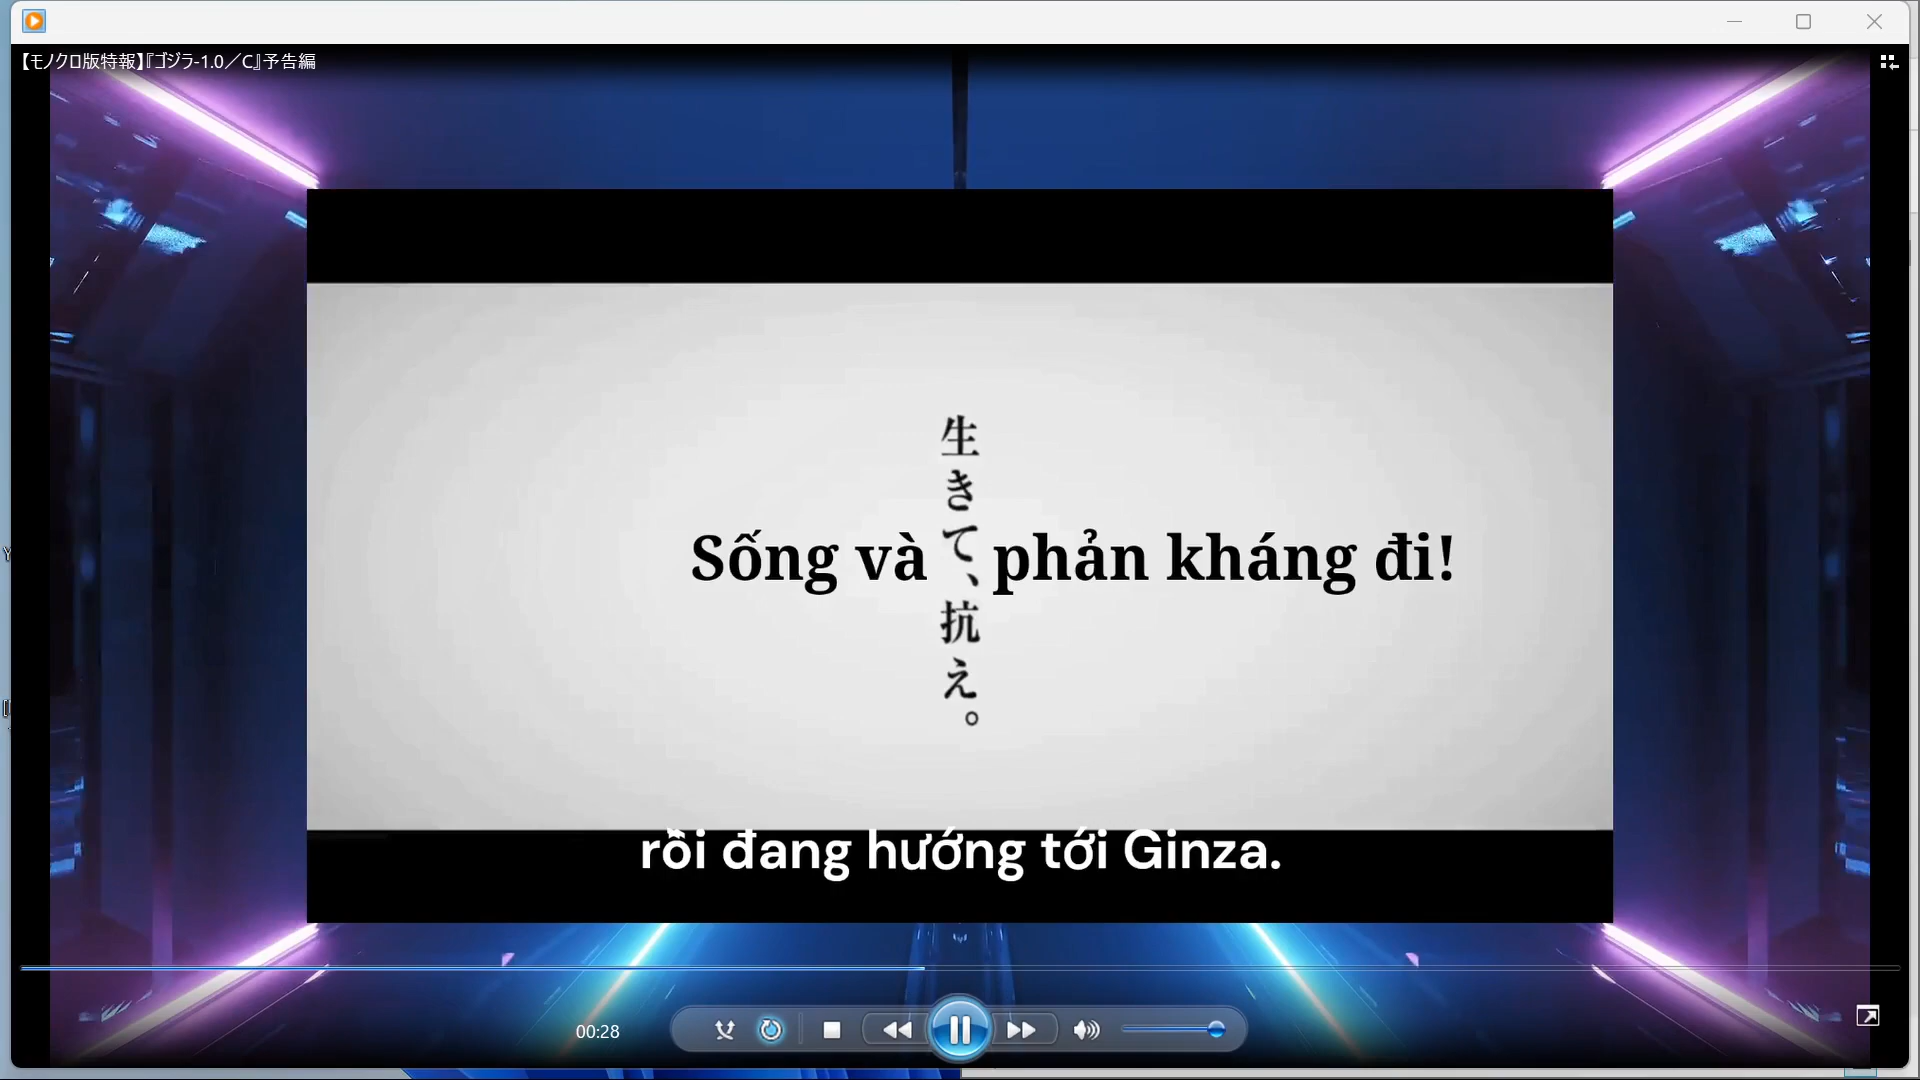 【モノクロ版特報】『ゴジラ-1.0／C』予告編
生きて、抗え。
Sống và phản kháng đi!
rồi đang hướng tới Ginza.
00:28